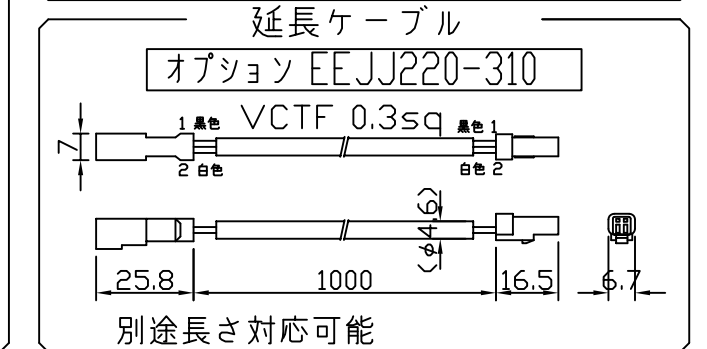 延長ケーブル
オプション EEJJ220-310
VCTF 0.3sq
1 黒色
黒色 1
7
2 白色
白色 2
(φ4.6)
25.8
1000
16.5
6.7
別途長さ対応可能